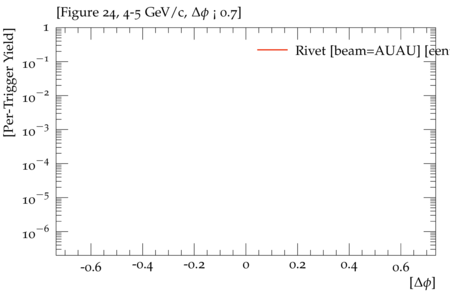 [Figure 24, 4-5 GeV/c, Δϕ ¡ 0.7]
[Per-Trigger Yield]
1
10⁻¹
10⁻²
10⁻³
10⁻⁴
10⁻⁵
10⁻⁶
Rivet [beam=AUAU] [cen
-0.6 -0.4 -0.2 0 0.2 0.4 0.6
[Δϕ]